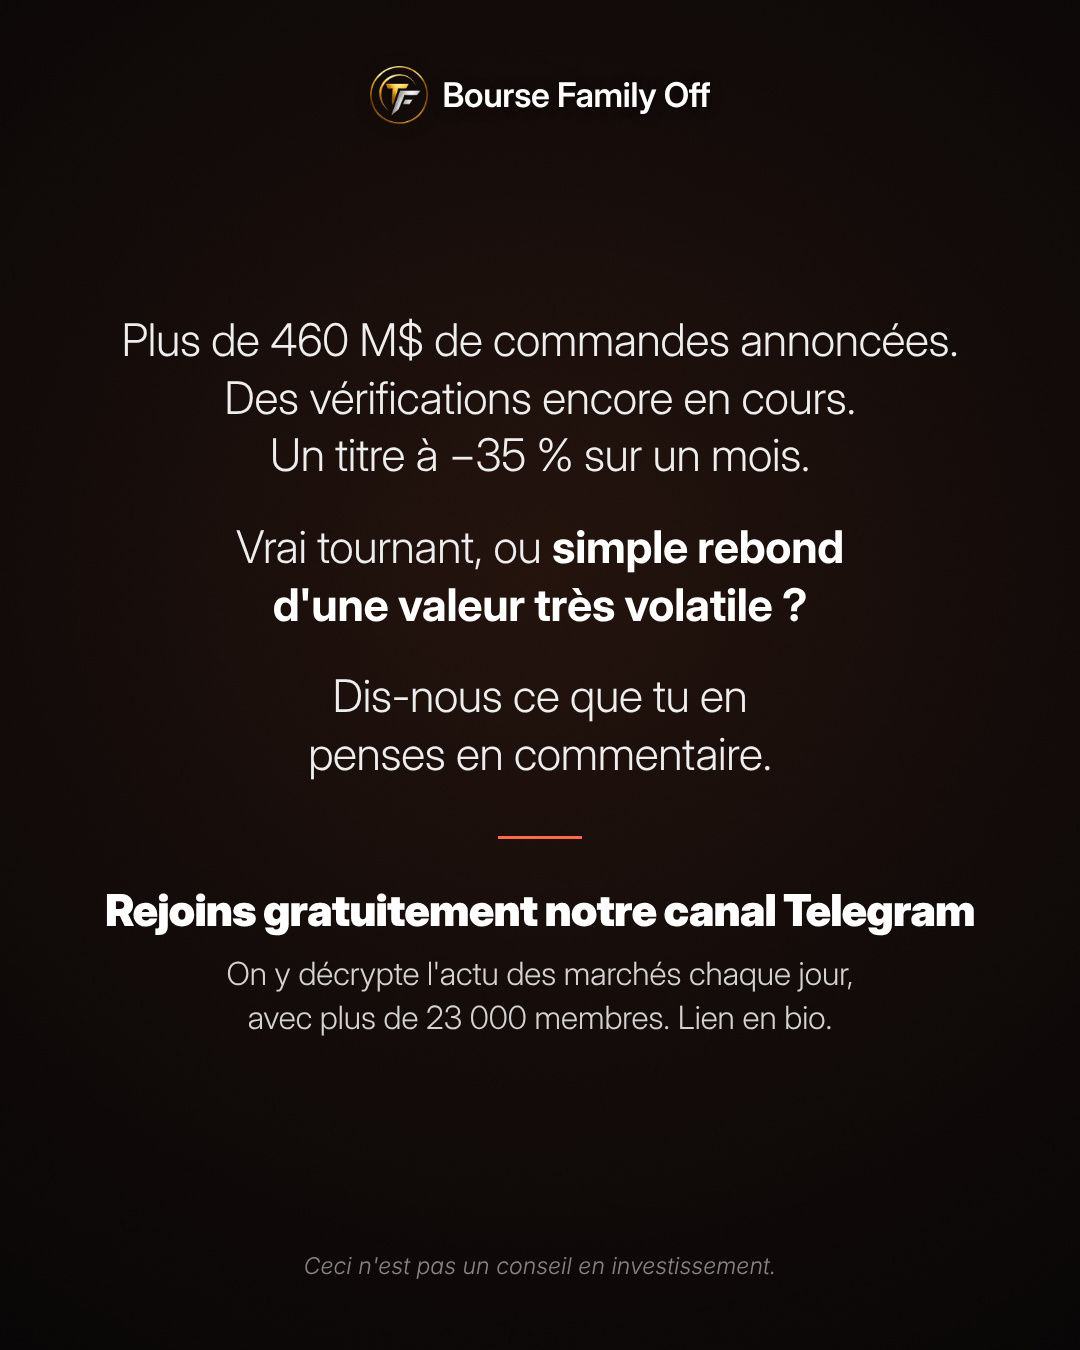 TF Bourse Family Off
Plus de 460 M$ de commandes annoncées.
Des vérifications encore en cours.
Un titre à −35 % sur un mois.
Vrai tournant, ou simple rebond
d'une valeur très volatile ?
Dis-nous ce que tu en
penses en commentaire.
Rejoins gratuitement notre canal Telegram
On y décrypte l'actu des marchés chaque jour,
avec plus de 23 000 membres. Lien en bio.
Ceci n'est pas un conseil en investissement.